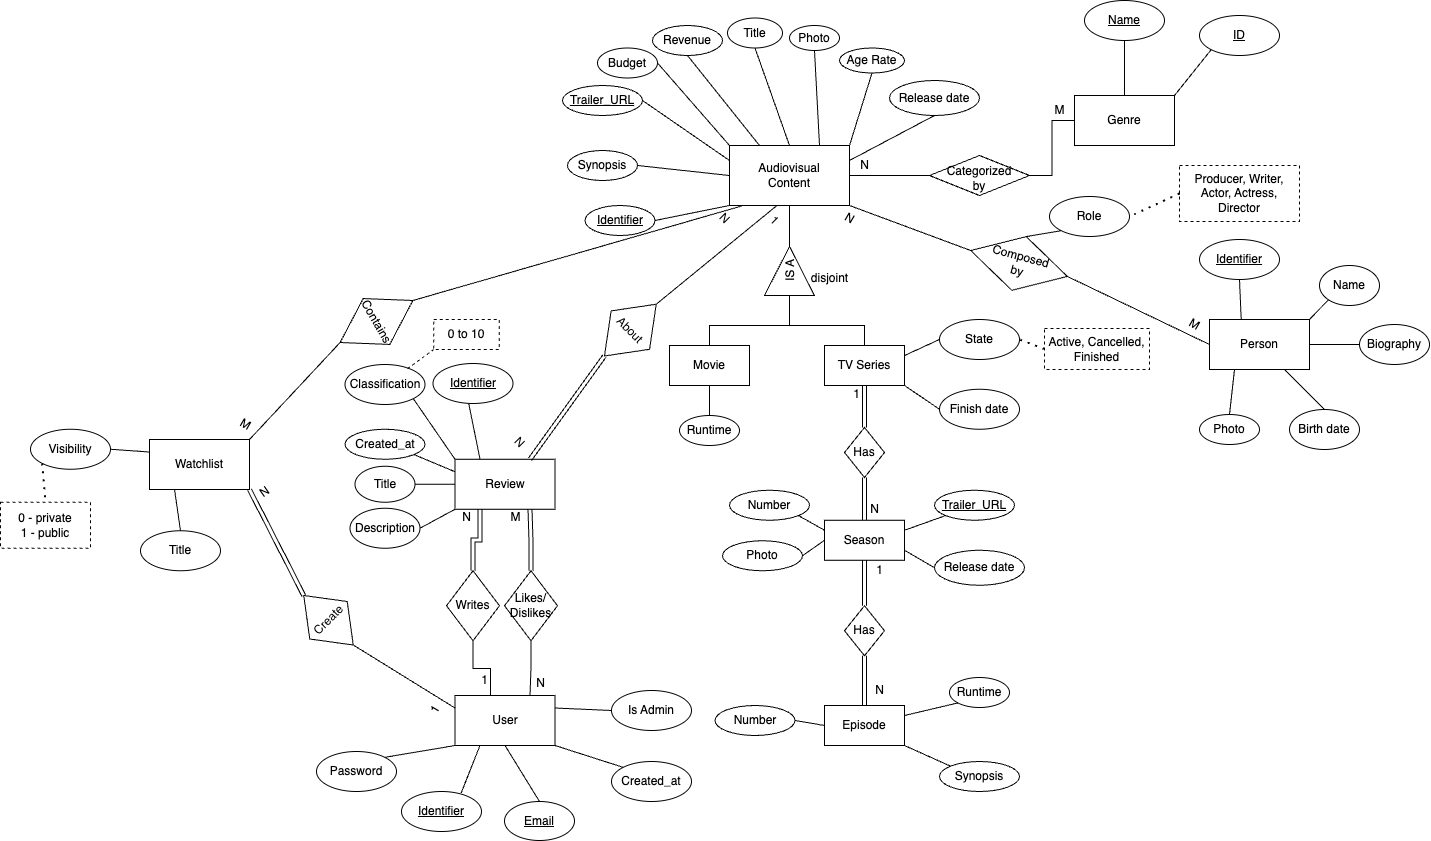 Name
ID
Title
Photo
Revenue
Budget
Age Rate
Trailer_URL
Release date
M
Genre
Audiovisual
Content
N
Categorized
by
Synopsis
Producer, Writer,
Actor, Actress,
Director
Identifier
N
1
N
Role
Composed
by
Identifier
IS A
disjoint
Name
Contains
About
0 to 10
M
State
Active, Cancelled,
Finished
Person
Biography
Movie
TV Series
Classification
Identifier
1
Finish date
Runtime
Photo
Birth date
M
N
Created_at
Has
Visibility
Watchlist
Title
Review
N
Description
N
M
Number
N
Trailer_URL
0 - private
1 - public
Season
Title
Photo
Release date
1
Create
Writes
Likes/
Dislikes
Has
1
N
N
1
User
Is Admin
Number
Episode
Runtime
Password
Created_at
Synopsis
Identifier
Email